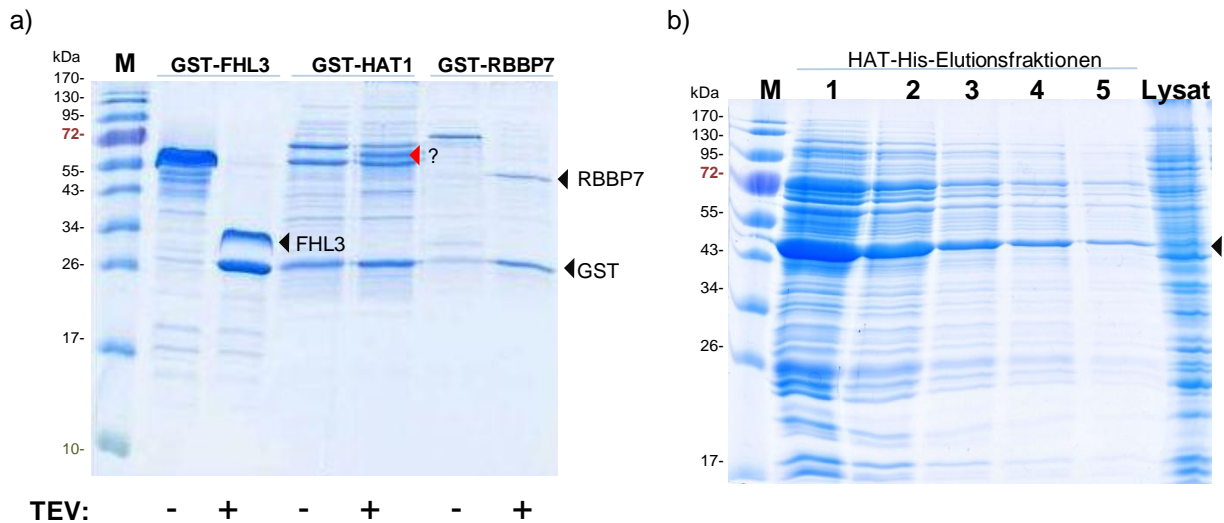 a)
kDa
M
GST-FHL3 GST-HAT1 GST-RBBP7
170-
130-
95-
72-
55-
43-
34-
26-
17-
10-
?
RBBP7
FHL3
GST
TEV: - + - + - +
b)
HAT-His-Elutionsfraktionen
kDa
M 1 2 3 4 5 Lysat
170-
130-
95-
72-
55-
43-
34-
26-
17-